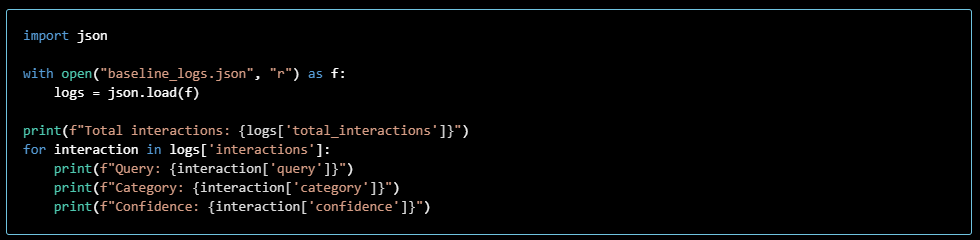 import json
with open("baseline_logs.json", "r") as f:
    logs = json.load(f)
print(f"Total interactions: {logs['total_interactions']}")
for interaction in logs['interactions']:
    print(f"Query: {interaction['query']}")
    print(f"Category: {interaction['category']}")
    print(f"Confidence: {interaction['confidence']}")